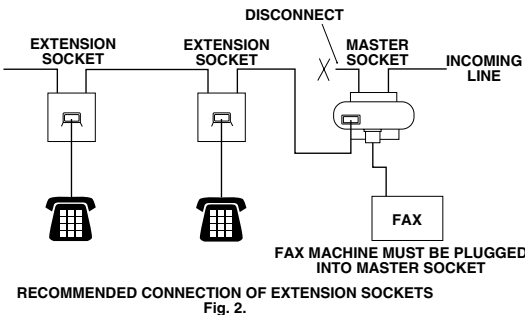 DISCONNECT
EXTENSION
SOCKET
EXTENSION
SOCKET
MASTER
SOCKET
INCOMING
LINE
FAX
FAX MACHINE MUST BE PLUGGED
INTO MASTER SOCKET
RECOMMENDED CONNECTION OF EXTENSION SOCKETS
Fig. 2.